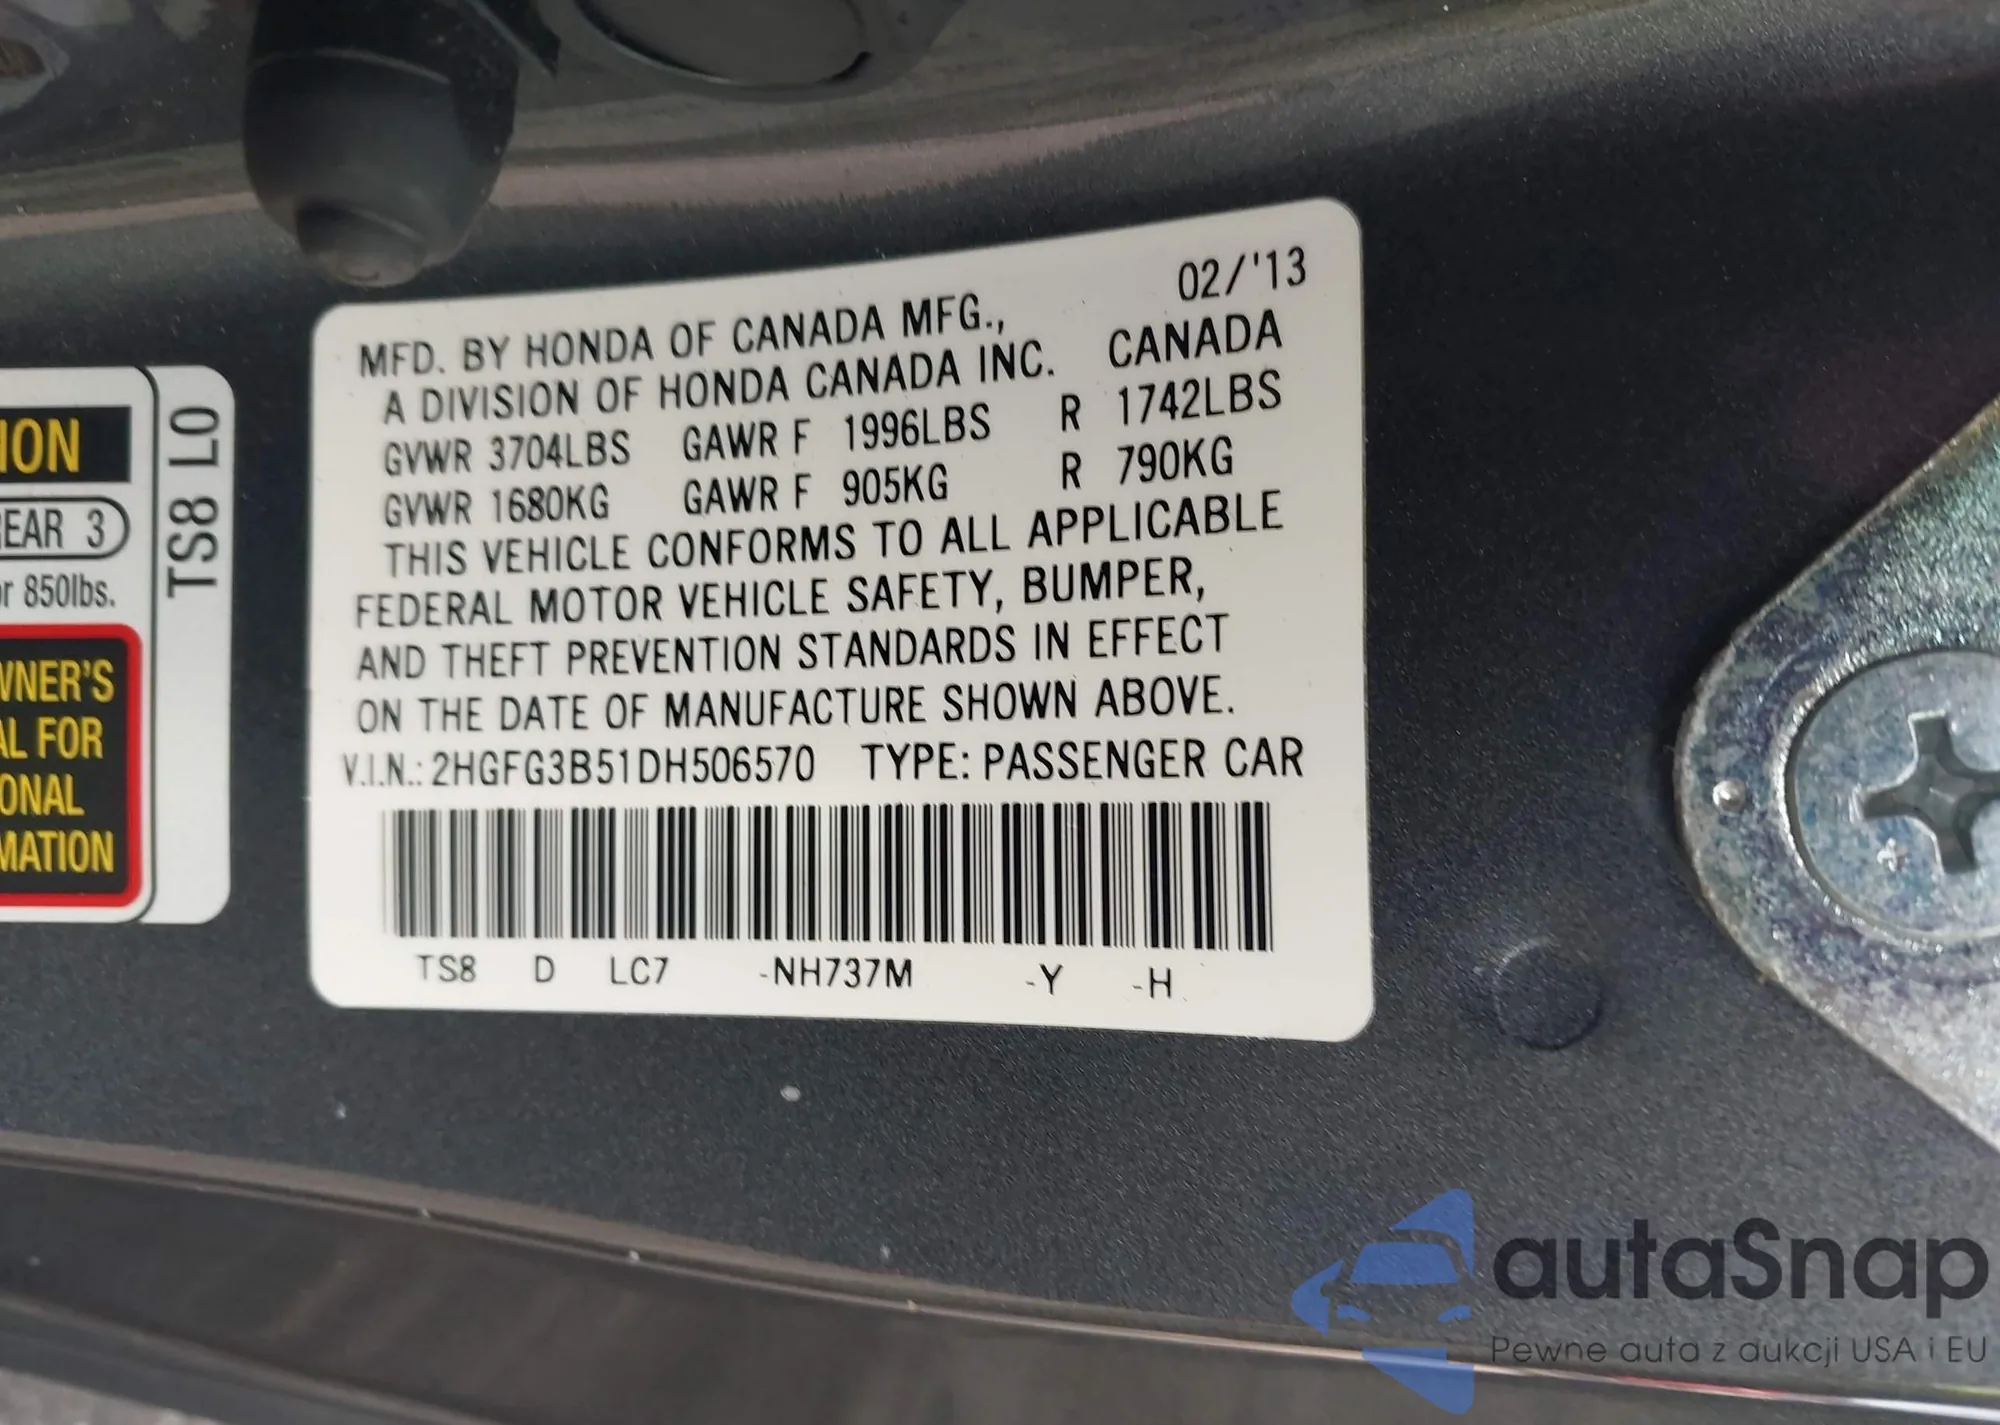 02/'13
MFD. BY HONDA OF CANADA MFG.,
A DIVISION OF HONDA CANADA INC. CANADA
GVWR 3704LBS GAWR F 1996LBS R 1742LBS
GVWR 1680KG GAWR F 905KG R 790KG
THIS VEHICLE CONFORMS TO ALL APPLICABLE
FEDERAL MOTOR VEHICLE SAFETY, BUMPER,
AND THEFT PREVENTION STANDARDS IN EFFECT
ON THE DATE OF MANUFACTURE SHOWN ABOVE.
V.I.N.: 2HGFG3B51DH506570 TYPE: PASSENGER CAR
TS8 D LC7 -NH737M -Y -H
ION
EAR 3
r 850lbs.
WNER'S
AL FOR
ONAL
MATION
TS8 L0
autaSnap
Pewne auta z aukcji USA i EU